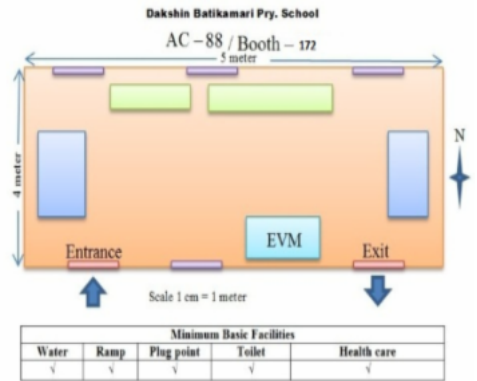 Dakshin Batikamari Pry. School
AC – 88 / Booth – 172
5 meter
4 meter
N
EVM
Entrance
Exit
Scale 1 cm = 1 meter
Minimum Basic Facilities
Water Ramp Plug point Toilet Health care
√ √ √ √ √